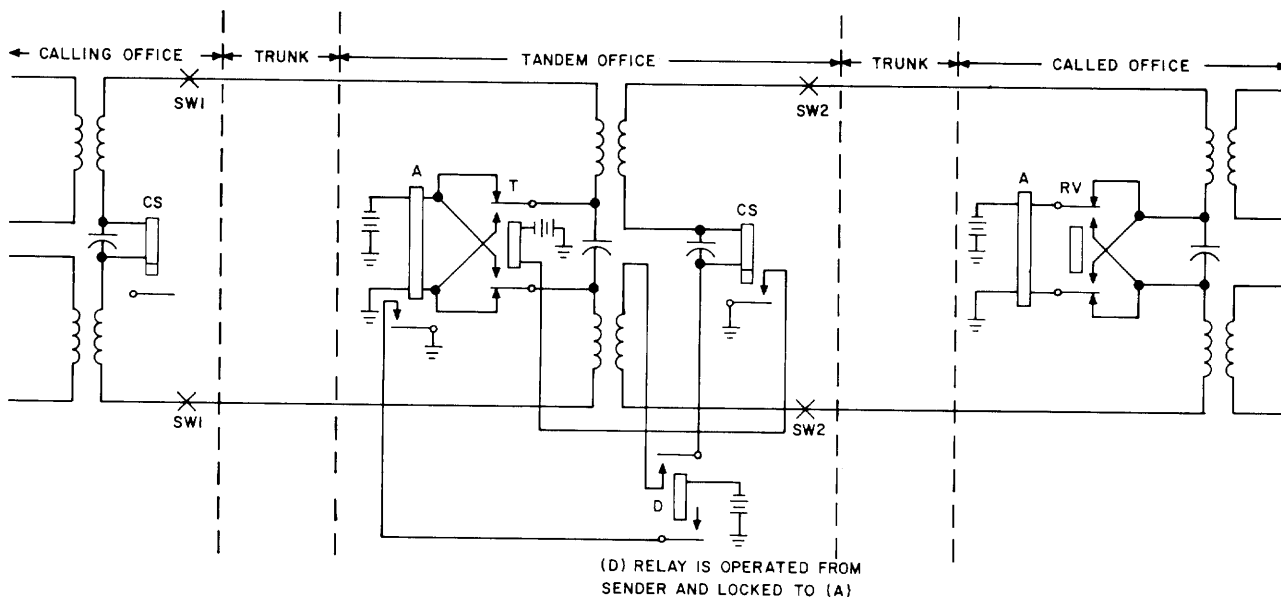 CALLING OFFICE
TRUNK
TANDEM OFFICE
TRUNK
CALLED OFFICE
SW1
SW2
A
T
A
RV
CS
CS
SW1
SW2
D
(D) RELAY IS OPERATED FROM
SENDER AND LOCKED TO (A)